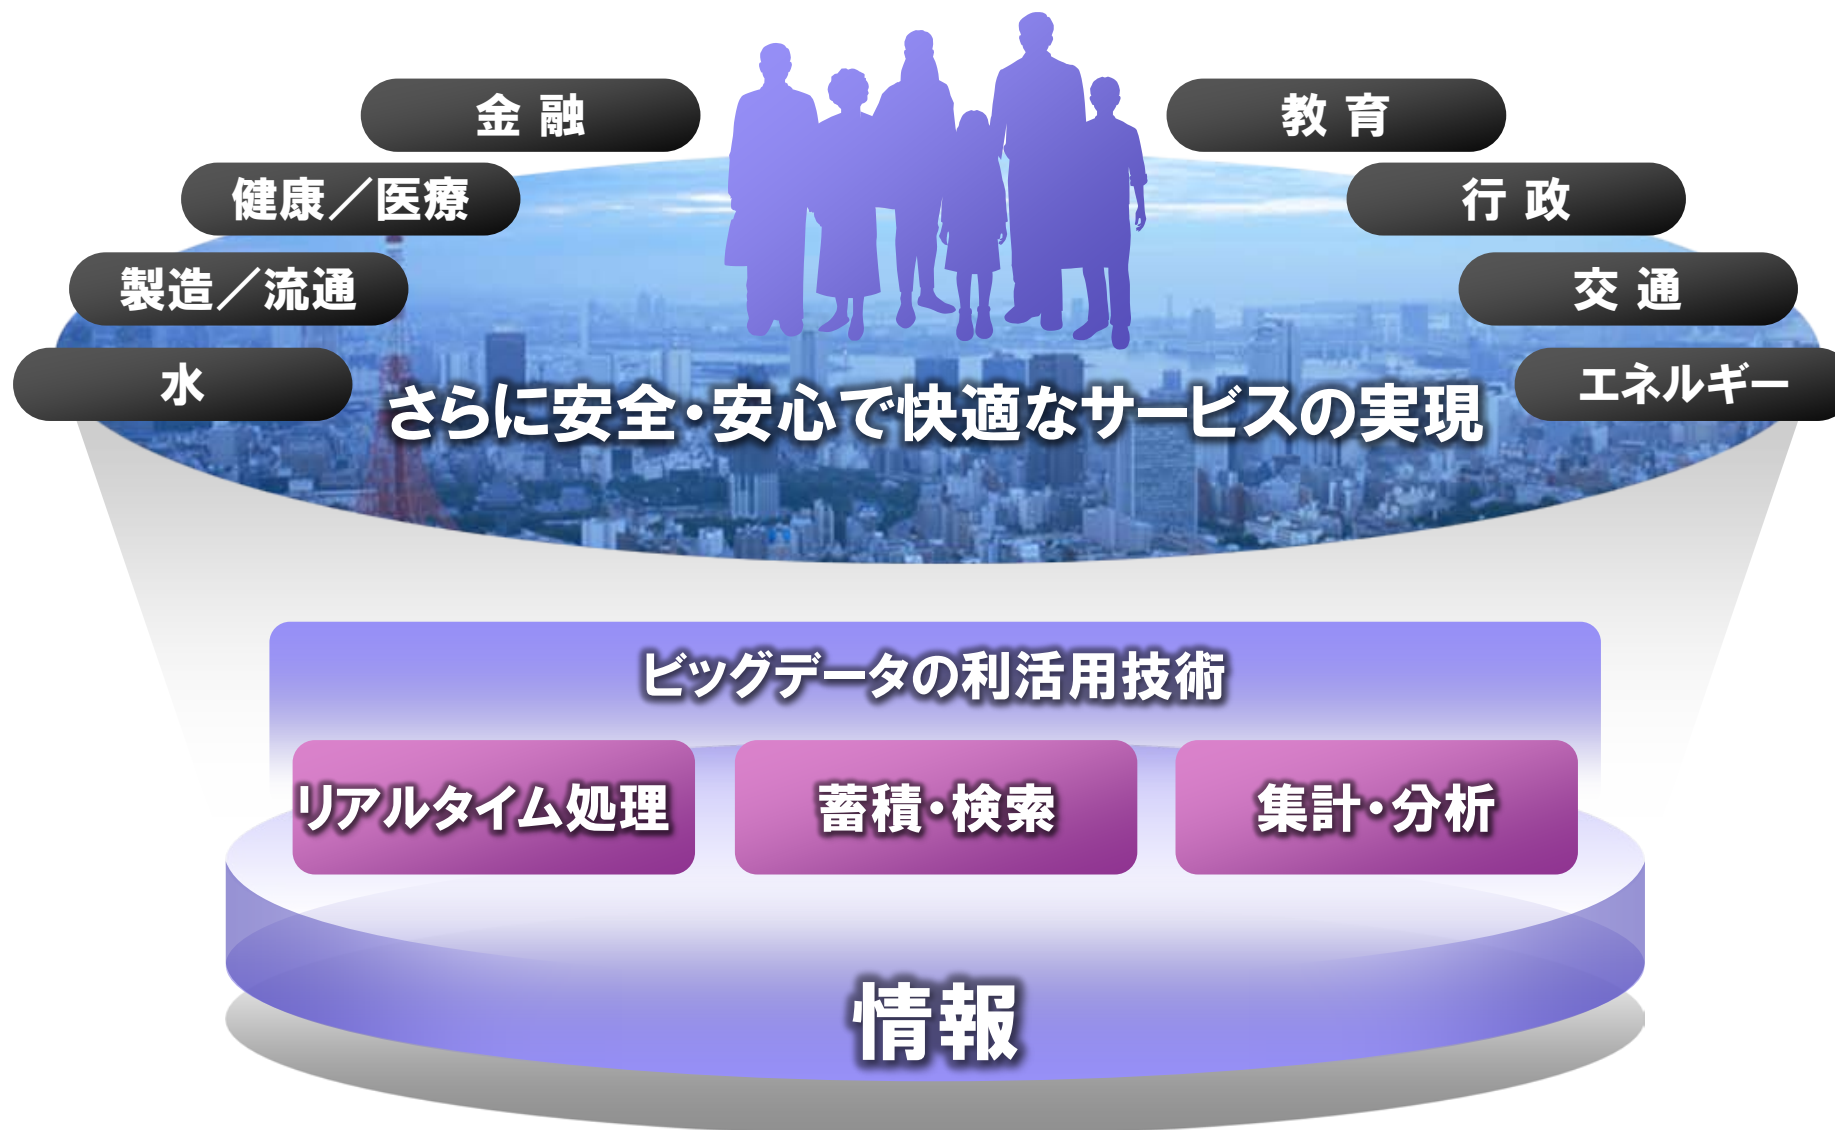 金 融
教 育
健康／医療
行 政
製造／流通
交 通
水
エネルギー
さらに安全・安心で快適なサービスの実現
ビッグデータの利活用技術
リアルタイム処理
蓄積・検索
集計・分析
情報